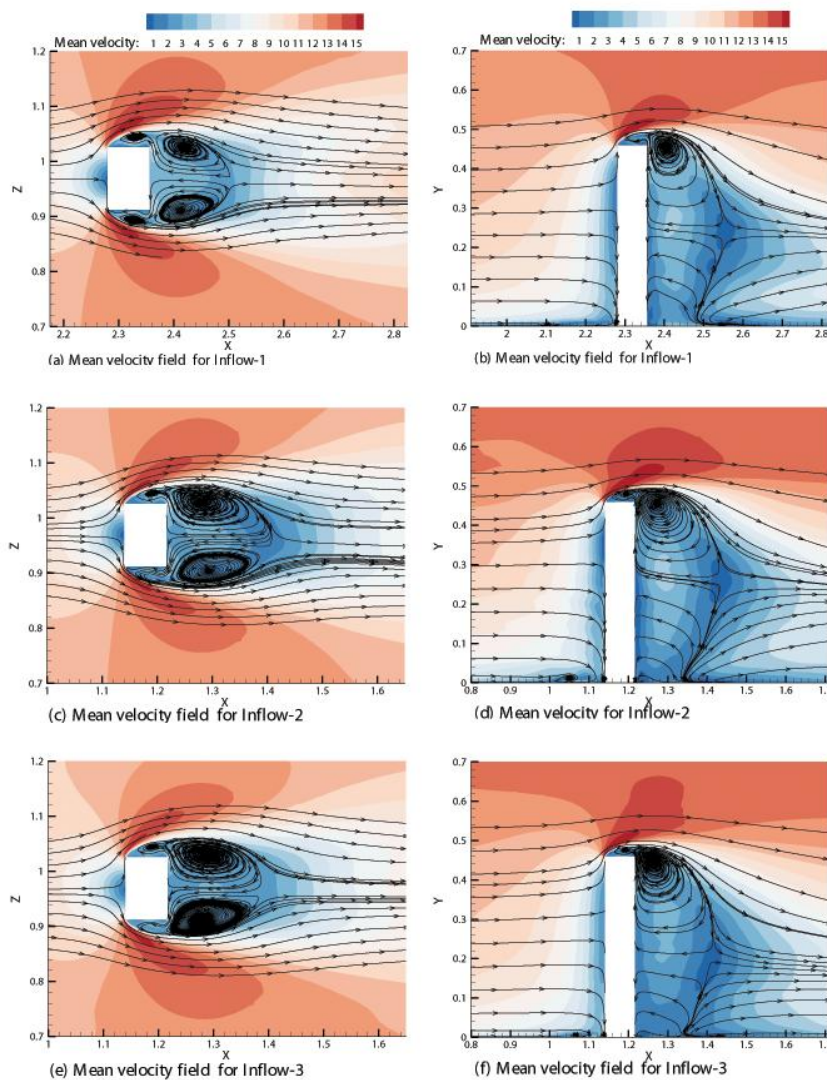 Mean velocity: 1 2 3 4 5 6 7 8 9 10 11 12 13 14 15
Mean velocity: 1 2 3 4 5 6 7 8 9 10 11 12 13 14 15
1.2
1.1
1
0.9
0.8
0.7
Z
2.2 2.3 2.4 2.5 2.6 2.7 2.8
X
(a) Mean velocity field for Inflow-1
0.7
0.6
0.5
0.4
0.3
0.2
0.1
0
Y
2 2.1 2.2 2.3 2.4 2.5 2.6 2.7 2.8
X
(b) Mean velocity field for Inflow-1
1.2
1.1
1
0.9
0.8
0.7
Z
1 1.1 1.2 1.3 1.4 1.5 1.6
X
(c) Mean velocity field for Inflow-2
0.7
0.6
0.5
0.4
0.3
0.2
0.1
0
Y
0.8 0.9 1 1.1 1.2 1.3 1.4 1.5 1.6 1.7
X
(d) Mean velocity for Inflow-2
1.2
1.1
1
0.9
0.8
0.7
Z
1 1.1 1.2 1.3 1.4 1.5 1.6
X
(e) Mean velocity field for Inflow-3
0.7
0.6
0.5
0.4
0.3
0.2
0.1
0
Y
0.8 0.9 1 1.1 1.2 1.3 1.4 1.5 1.6 1.7
X
(f) Mean velocity field for Inflow-3